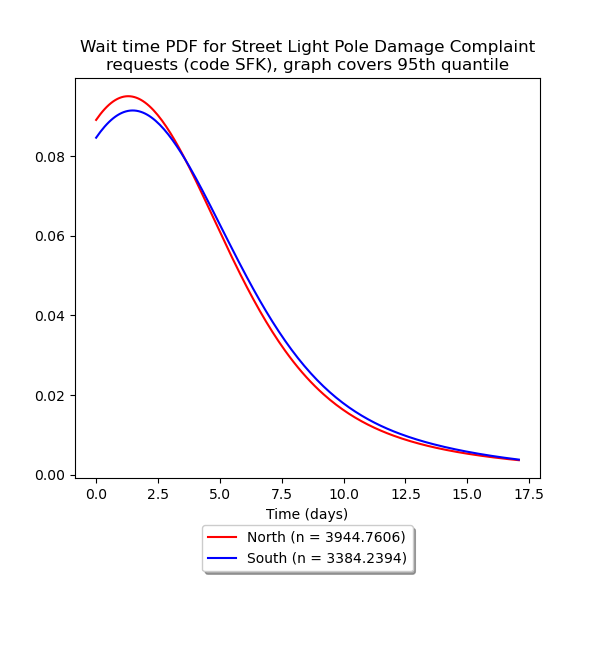 Wait time PDF for Street Light Pole Damage Complaint
requests (code SFK), graph covers 95th quantile
0.08
0.06
0.04
0.02
0.00
0.0 2.5 5.0 7.5 10.0 12.5 15.0 17.5
Time (days)
North (n = 3944.7606)
South (n = 3384.2394)